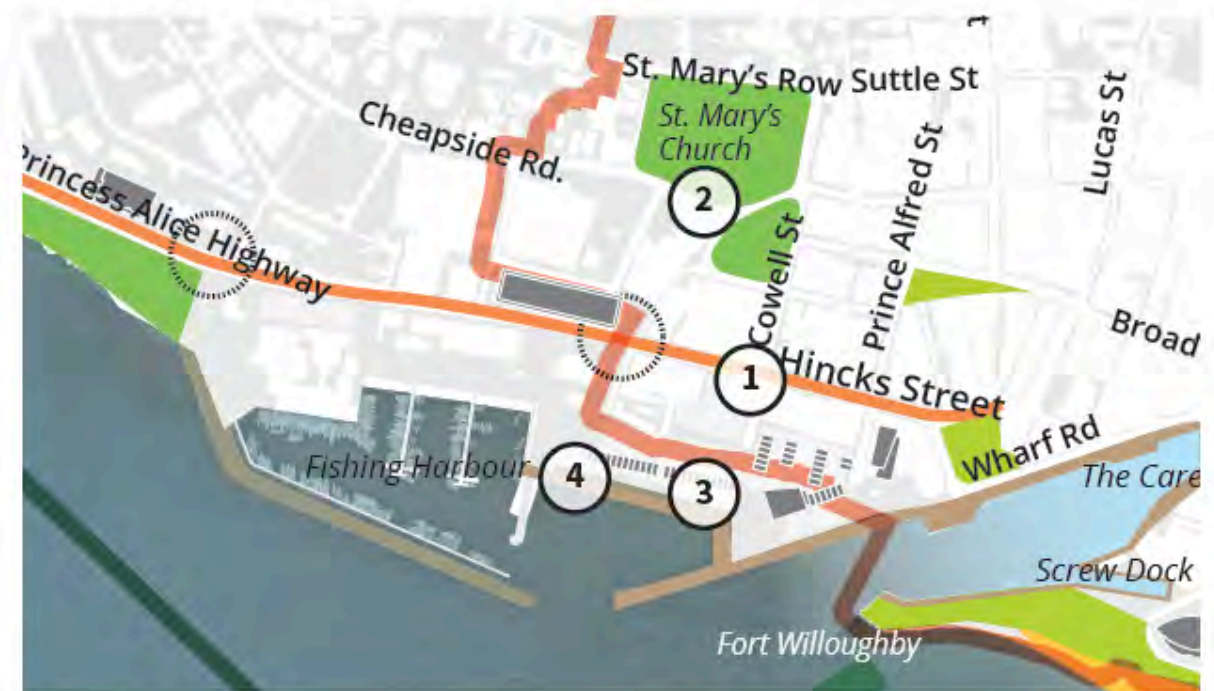 St. Mary's Row Suttle St
St. Mary's
Church
Cheapside Rd.
Lucas St
Prince Alfred St
Princess Alice Highway
2
Cowell St
Broad
1
Hincks Street
Wharf Rd
Fishing Harbour
4
3
The Care
Screw Dock
Fort Willoughby